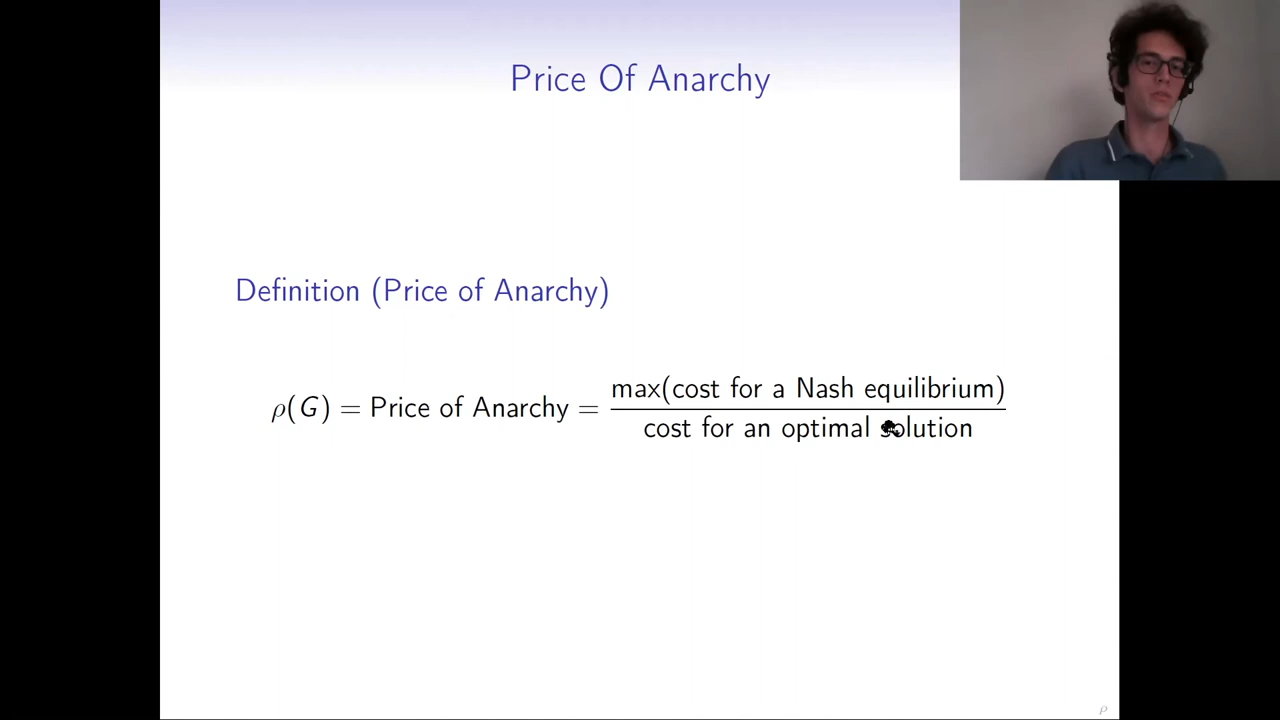 Price Of Anarchy
Definition (Price of Anarchy)
ρ(G) = Price of Anarchy = max(cost for a Nash equilibrium)
cost for an optimal solution
ρ